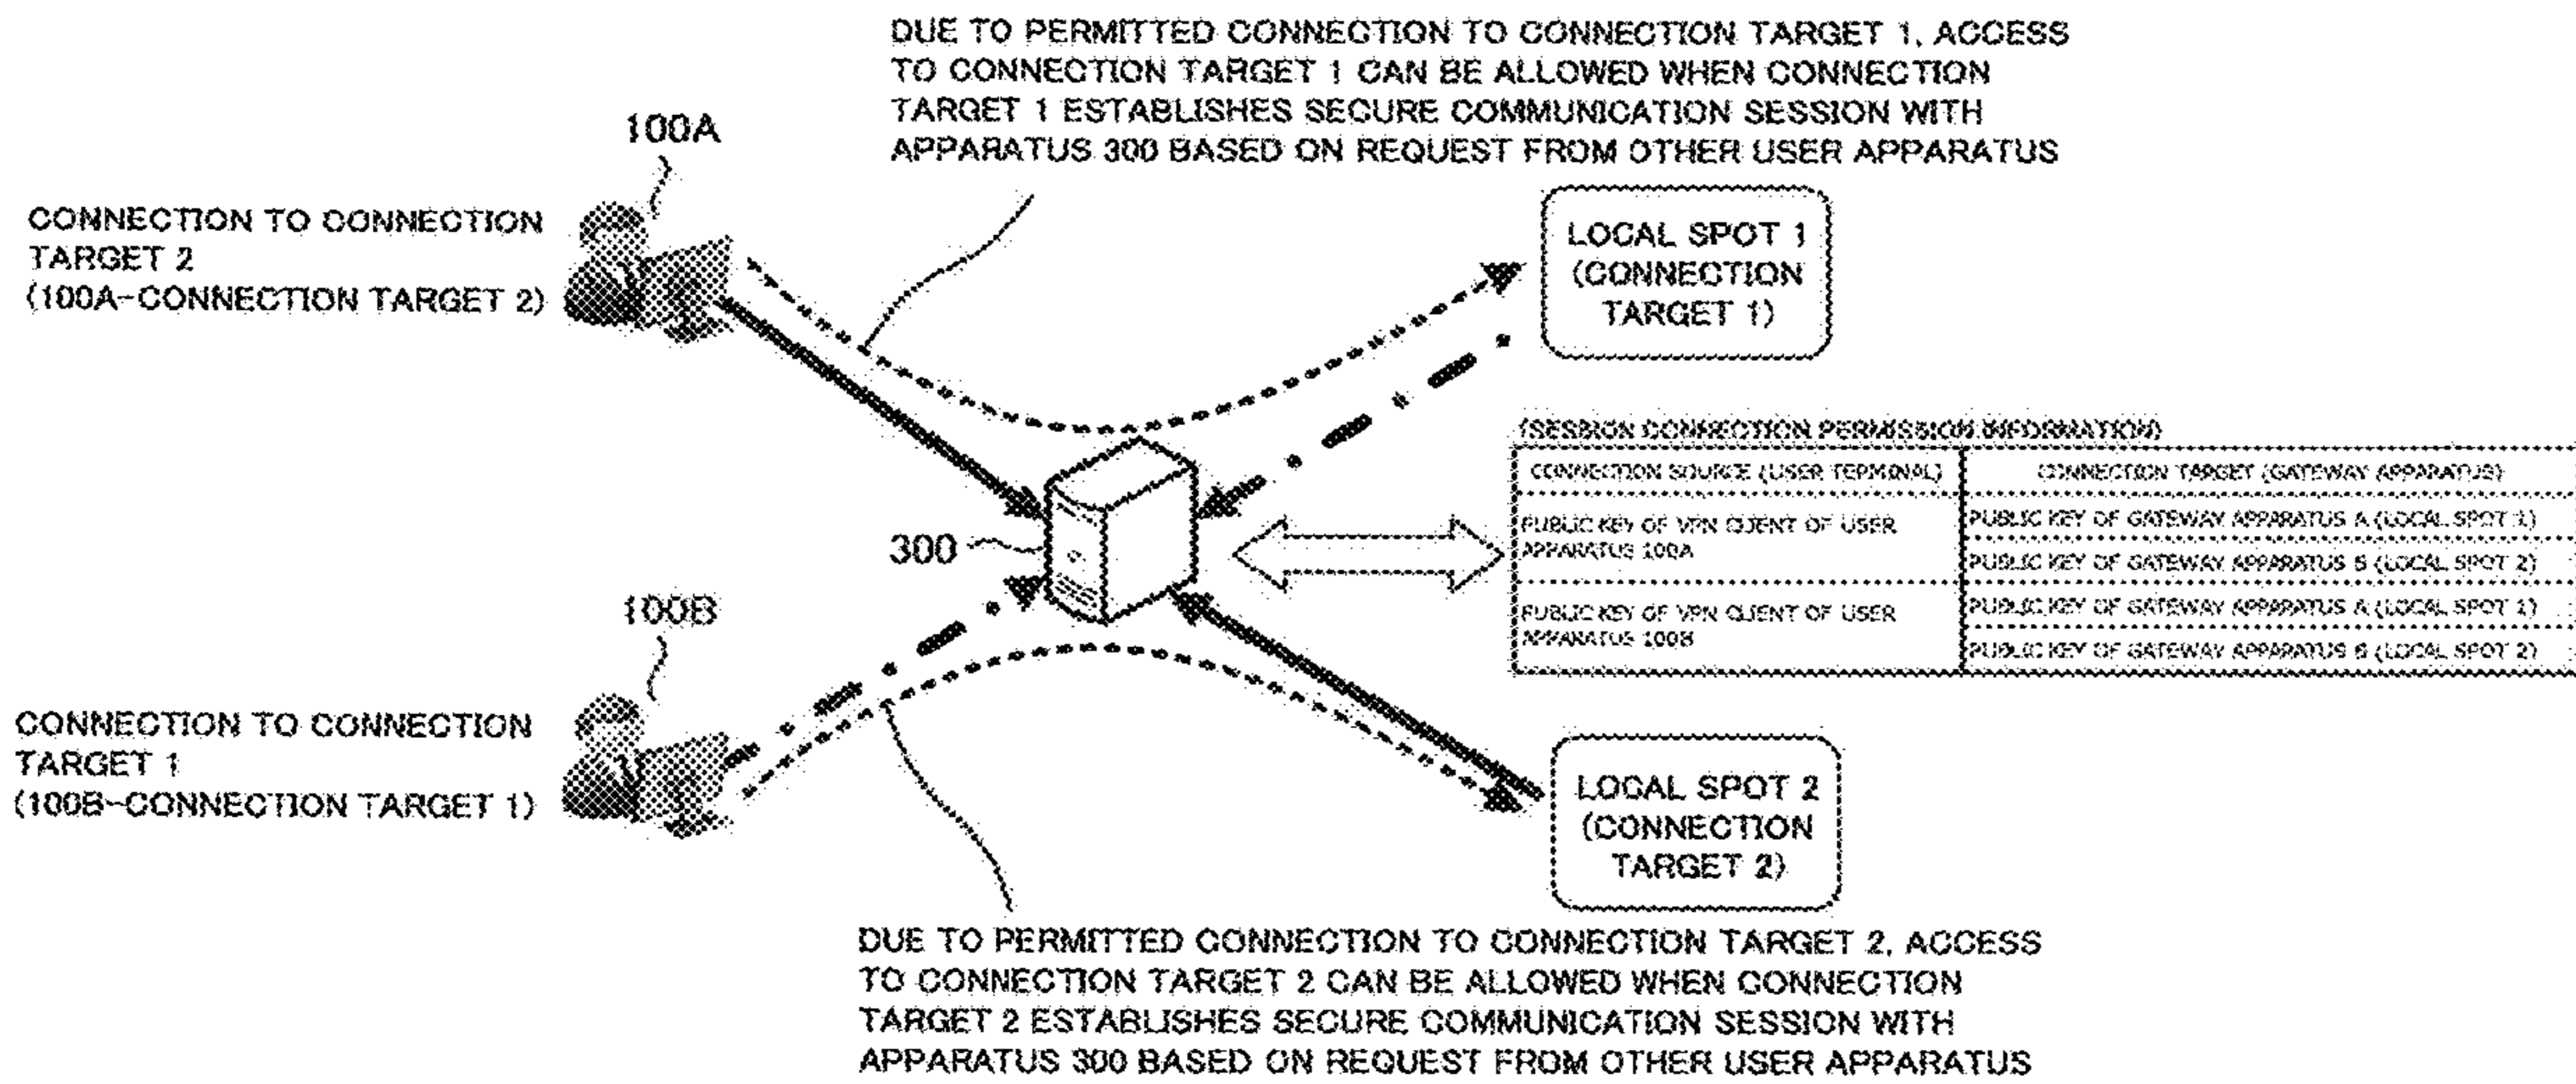 DUE TO PERMITTED CONNECTION TO CONNECTION TARGET 1, ACCESS
TO CONNECTION TARGET 1 CAN BE ALLOWED WHEN CONNECTION
TARGET 1 ESTABLISHES SECURE COMMUNICATION SESSION WITH
APPARATUS 300 BASED ON REQUEST FROM OTHER USER APPARATUS
100A
CONNECTION TO CONNECTION
TARGET 2
(100A-CONNECTION TARGET 2)
LOCAL SPOT 1
(CONNECTION
TARGET 1)
(SESSION CONNECTION PERMISSION INFORMATION)
CONNECTION SOURCE (USER TERMINAL)
CONNECTION TARGET (GATEWAY APPARATUS)
PUBLIC KEY OF VPN CLIENT OF USER
APPARATUS 100A
PUBLIC KEY OF GATEWAY APPARATUS A (LOCAL SPOT 1)
PUBLIC KEY OF GATEWAY APPARATUS B (LOCAL SPOT 2)
PUBLIC KEY OF VPN CLIENT OF USER
APPARATUS 100B
PUBLIC KEY OF GATEWAY APPARATUS A (LOCAL SPOT 1)
PUBLIC KEY OF GATEWAY APPARATUS B (LOCAL SPOT 2)
300
100B
CONNECTION TO CONNECTION
TARGET 1
(100B-CONNECTION TARGET 1)
LOCAL SPOT 2
(CONNECTION
TARGET 2)
DUE TO PERMITTED CONNECTION TO CONNECTION TARGET 2, ACCESS
TO CONNECTION TARGET 2 CAN BE ALLOWED WHEN CONNECTION
TARGET 2 ESTABLISHES SECURE COMMUNICATION SESSION WITH
APPARATUS 300 BASED ON REQUEST FROM OTHER USER APPARATUS